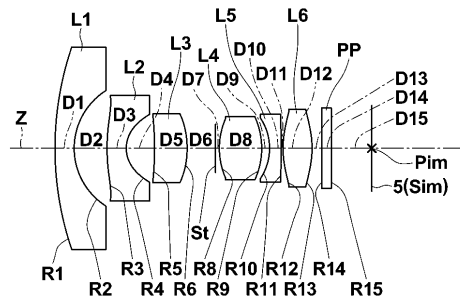 L5 L6
L1 L3 D10 D11 D12 PP
L2 D4 D7 L4 D9 D13
D1 D3 D14
Z D2 D5 D6 D8 D15
Pim
St 5(Sim)
R1 R2 R3 R4 R5 R8 R10 R12 R14
R6 R9 R11 R13 R15